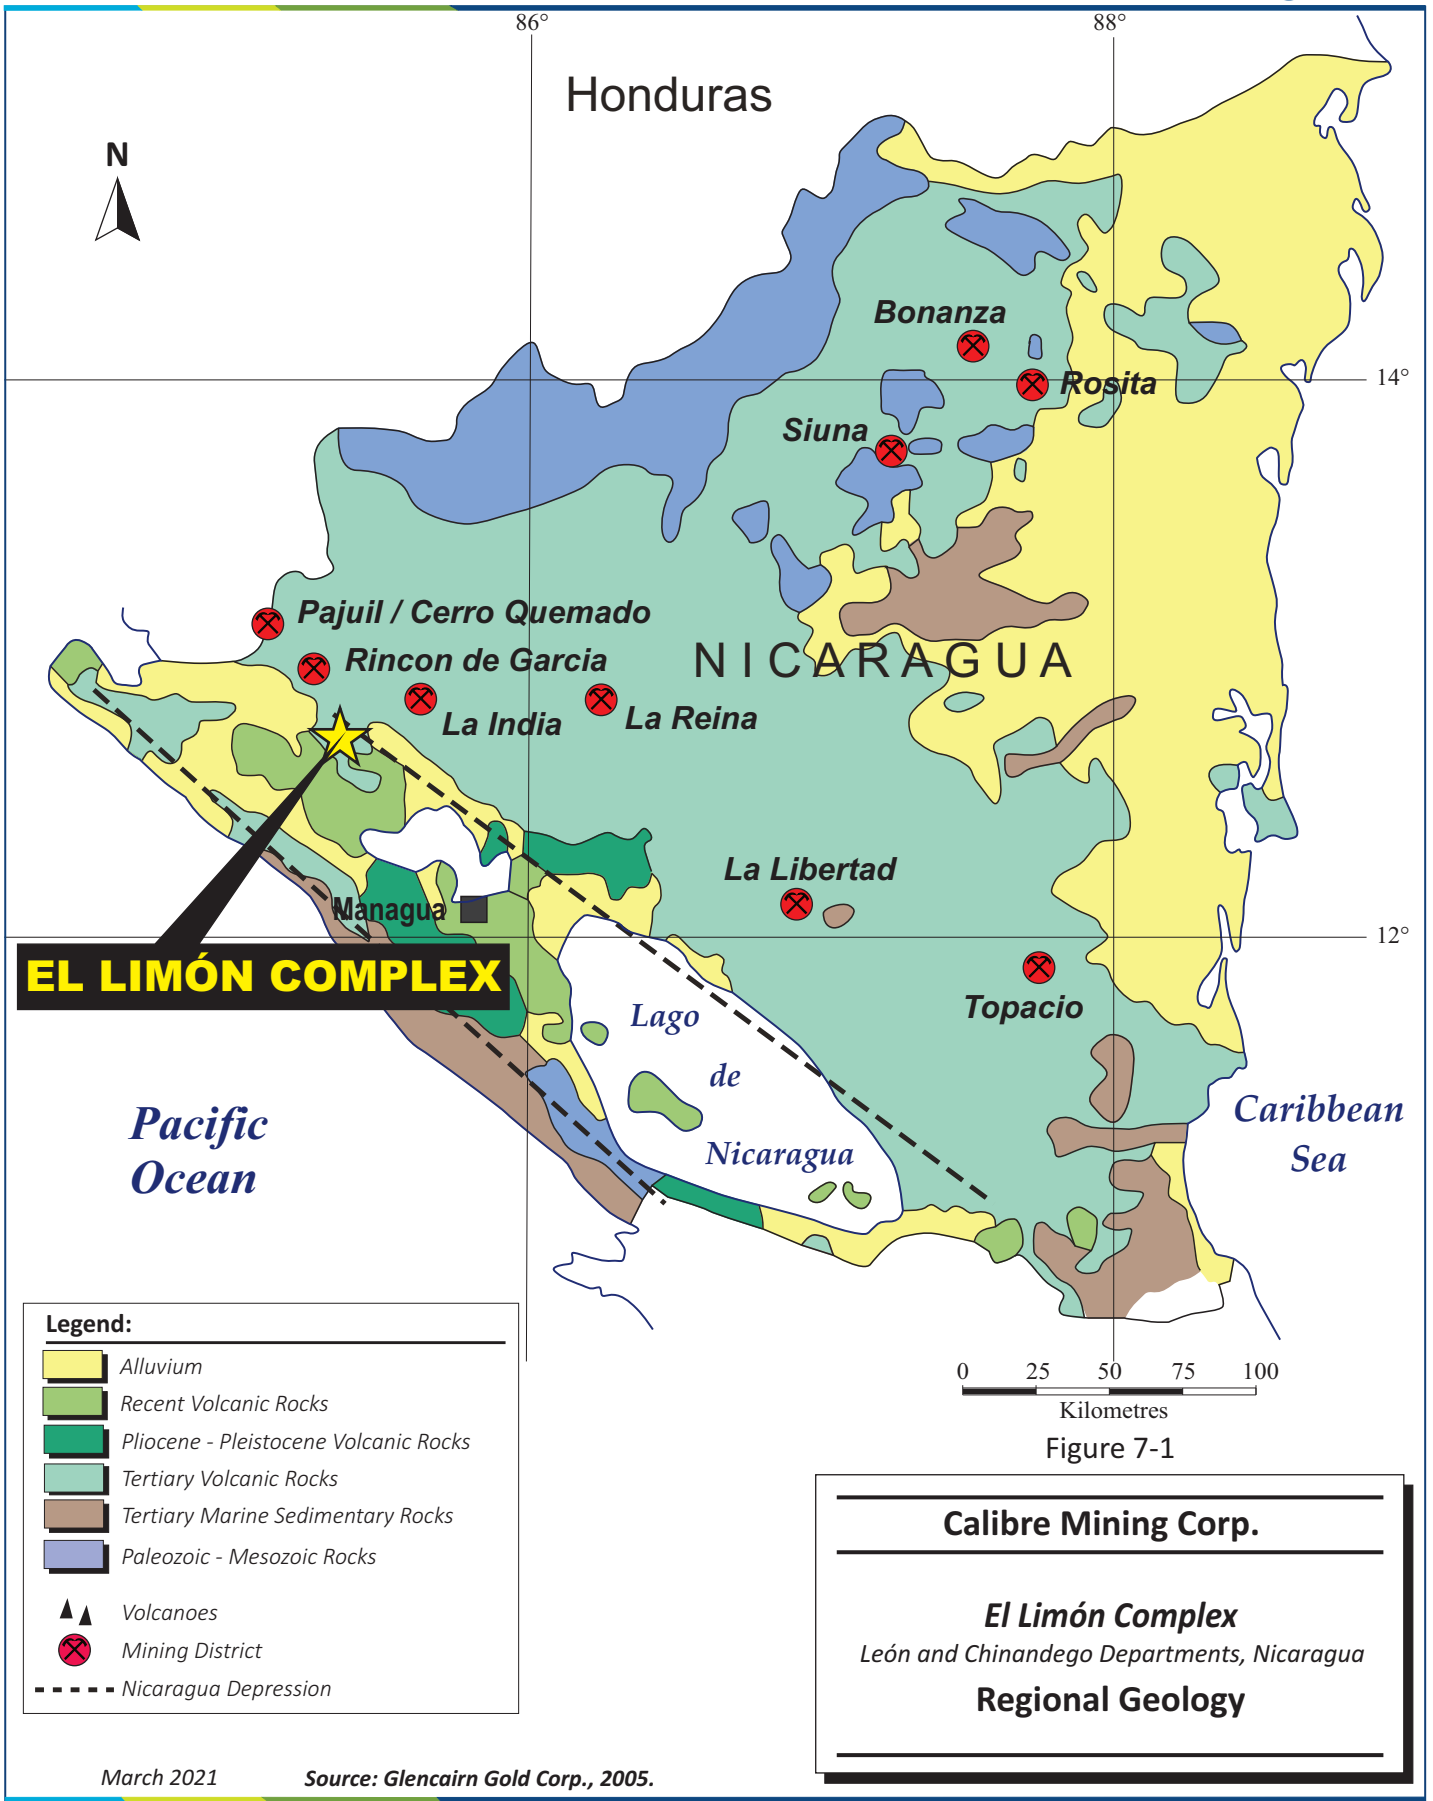 86°
88°
Honduras
N
Bonanza
14°
Rosita
Siuna
Pajuil / Cerro Quemado
NICARAGUA
Rincon de Garcia
La India
La Reina
La Libertad
Managua
12°
EL LIMÓN COMPLEX
Topacio
Lago
de
Nicaragua
Pacific
Ocean
Caribbean
Sea
Legend:
Alluvium
Recent Volcanic Rocks
Pliocene - Pleistocene Volcanic Rocks
Tertiary Volcanic Rocks
Tertiary Marine Sedimentary Rocks
Paleozoic - Mesozoic Rocks
Volcanoes
Mining District
Nicaragua Depression
0 25 50 75 100
Kilometres
Figure 7-1
Calibre Mining Corp.
El Limón Complex
León and Chinandego Departments, Nicaragua
Regional Geology
March 2021
Source: Glencairn Gold Corp., 2005.